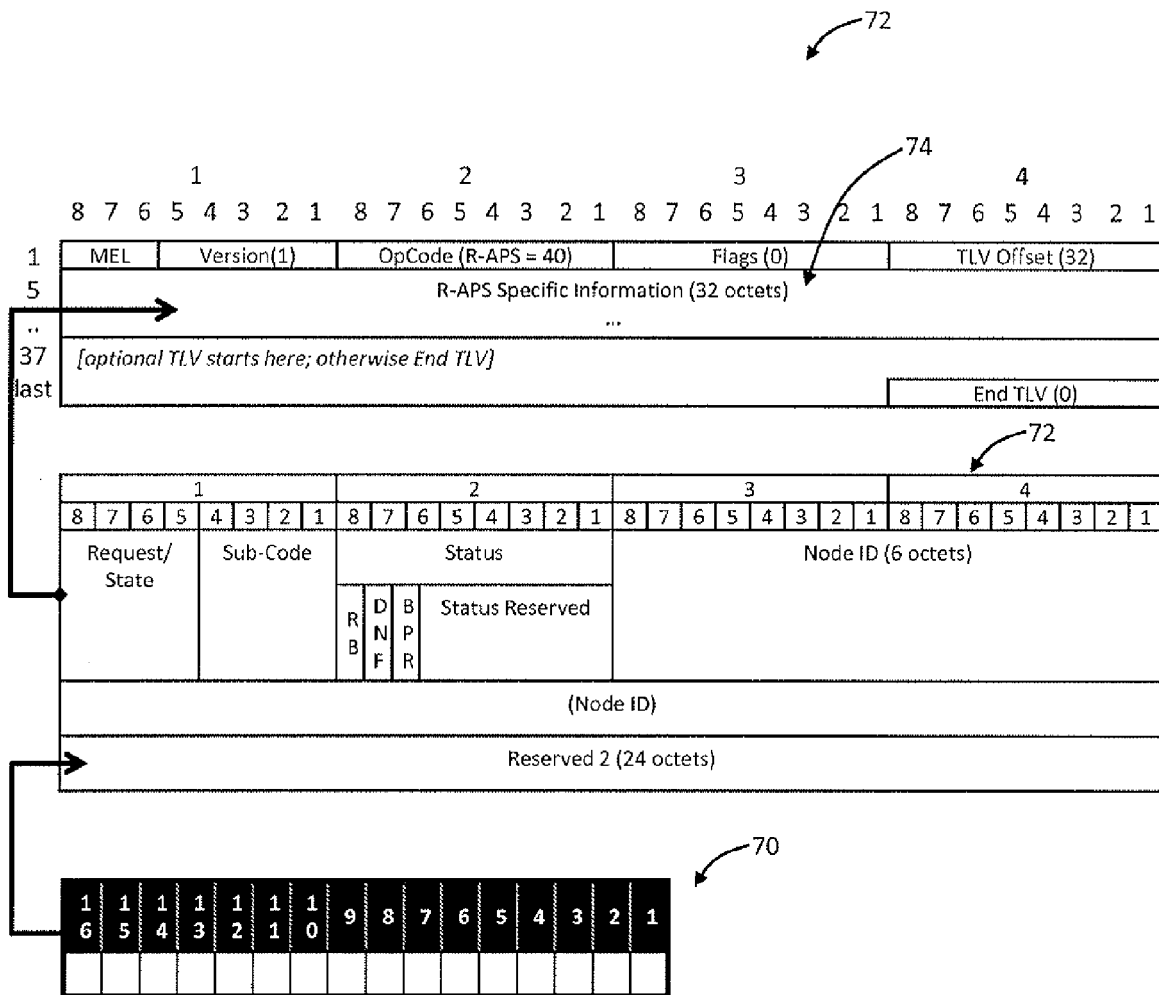 72
74
1 2 3 4
8 7 6 5 4 3 2 1 8 7 6 5 4 3 2 1 8 7 6 5 4 3 2 1 8 7 6 5 4 3 2 1
1 MEL Version(1) OpCode (R-APS = 40) Flags (0) TLV Offset (32)
5 R-APS Specific Information (32 octets)
.. ...
37 [optional TLV starts here; otherwise End TLV]
last End TLV (0)
72
1 2 3 4
8 7 6 5 4 3 2 1 8 7 6 5 4 3 2 1 8 7 6 5 4 3 2 1 8 7 6 5 4 3 2 1
Request/ Sub-Code Status Node ID (6 octets)
State
RB DNF BPR Status Reserved
(Node ID)
Reserved 2 (24 octets)
70
16 15 14 13 12 11 10 9 8 7 6 5 4 3 2 1